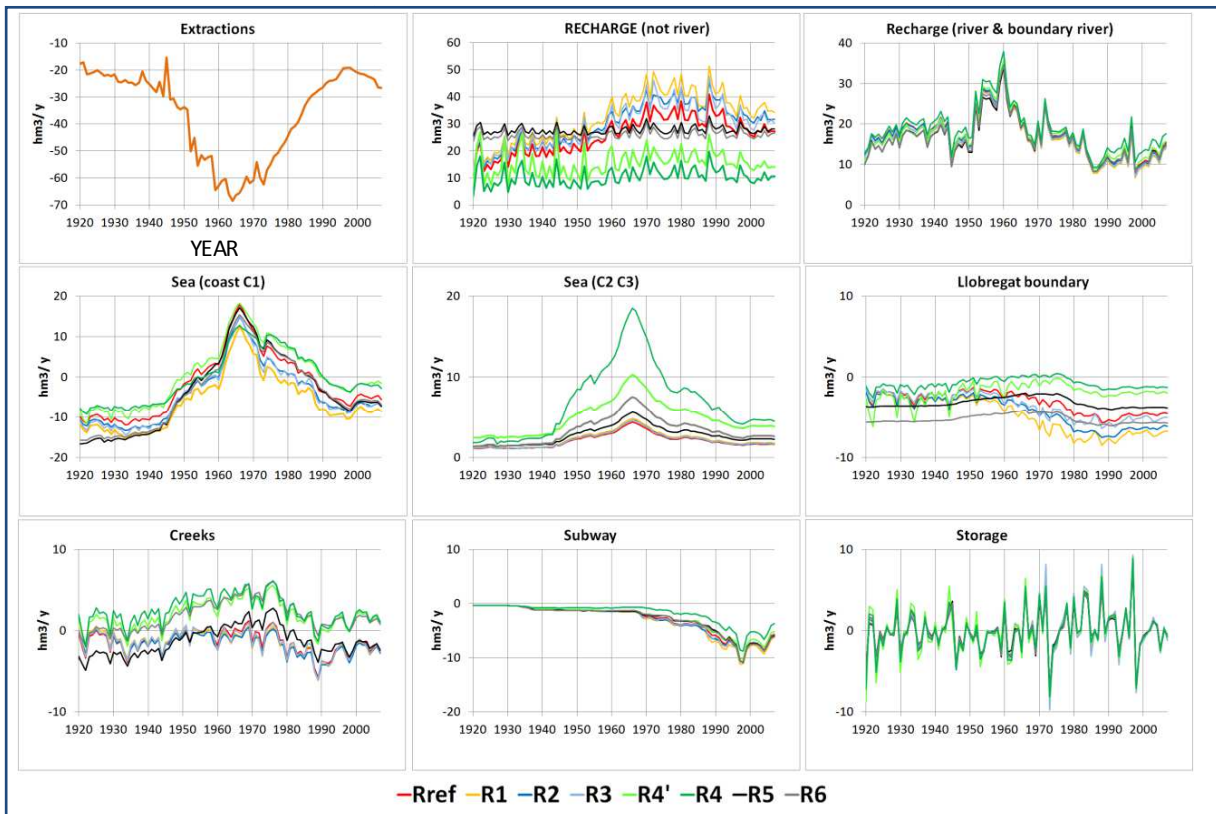 Extractions
hm3/ y
-10
-20
-30
-40
-50
-60
-70
1920 1930 1940 1950 1960 1970 1980 1990 2000
YEAR
RECHARGE (not river)
hm3/ y
60
50
40
30
20
10
0
1920 1930 1940 1950 1960 1970 1980 1990 2000
Recharge (river & boundary river)
hm3/ y
40
30
20
10
0
1920 1930 1940 1950 1960 1970 1980 1990 2000
Sea (coast C1)
hm3/ y
20
10
0
-10
-20
1920 1930 1940 1950 1960 1970 1980 1990 2000
Sea (C2 C3)
hm3/ y
20
10
0
1920 1930 1940 1950 1960 1970 1980 1990 2000
Llobregat boundary
hm3/ y
10
0
-10
1920 1930 1940 1950 1960 1970 1980 1990 2000
Creeks
hm3/ y
10
0
-10
1920 1930 1940 1950 1960 1970 1980 1990 2000
Subway
hm3/ y
10
0
-10
-20
1920 1930 1940 1950 1960 1970 1980 1990 2000
Storage
hm3/ y
10
0
-10
1920 1930 1940 1950 1960 1970 1980 1990 2000
Rref R1 R2 R3 R4' R4 R5 R6